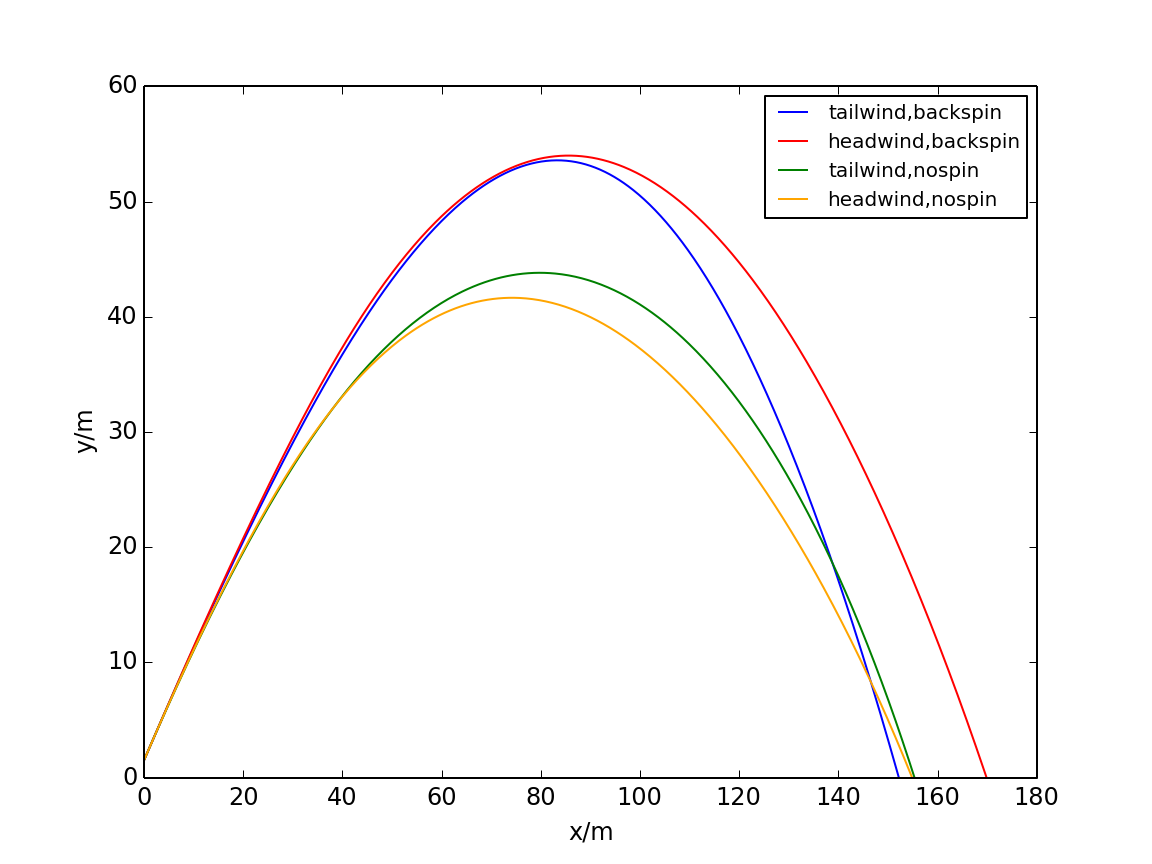 60
50
40
30
20
10
0
y/m
0 20 40 60 80 100 120 140 160 180
x/m
tailwind,backspin
headwind,backspin
tailwind,nospin
headwind,nospin